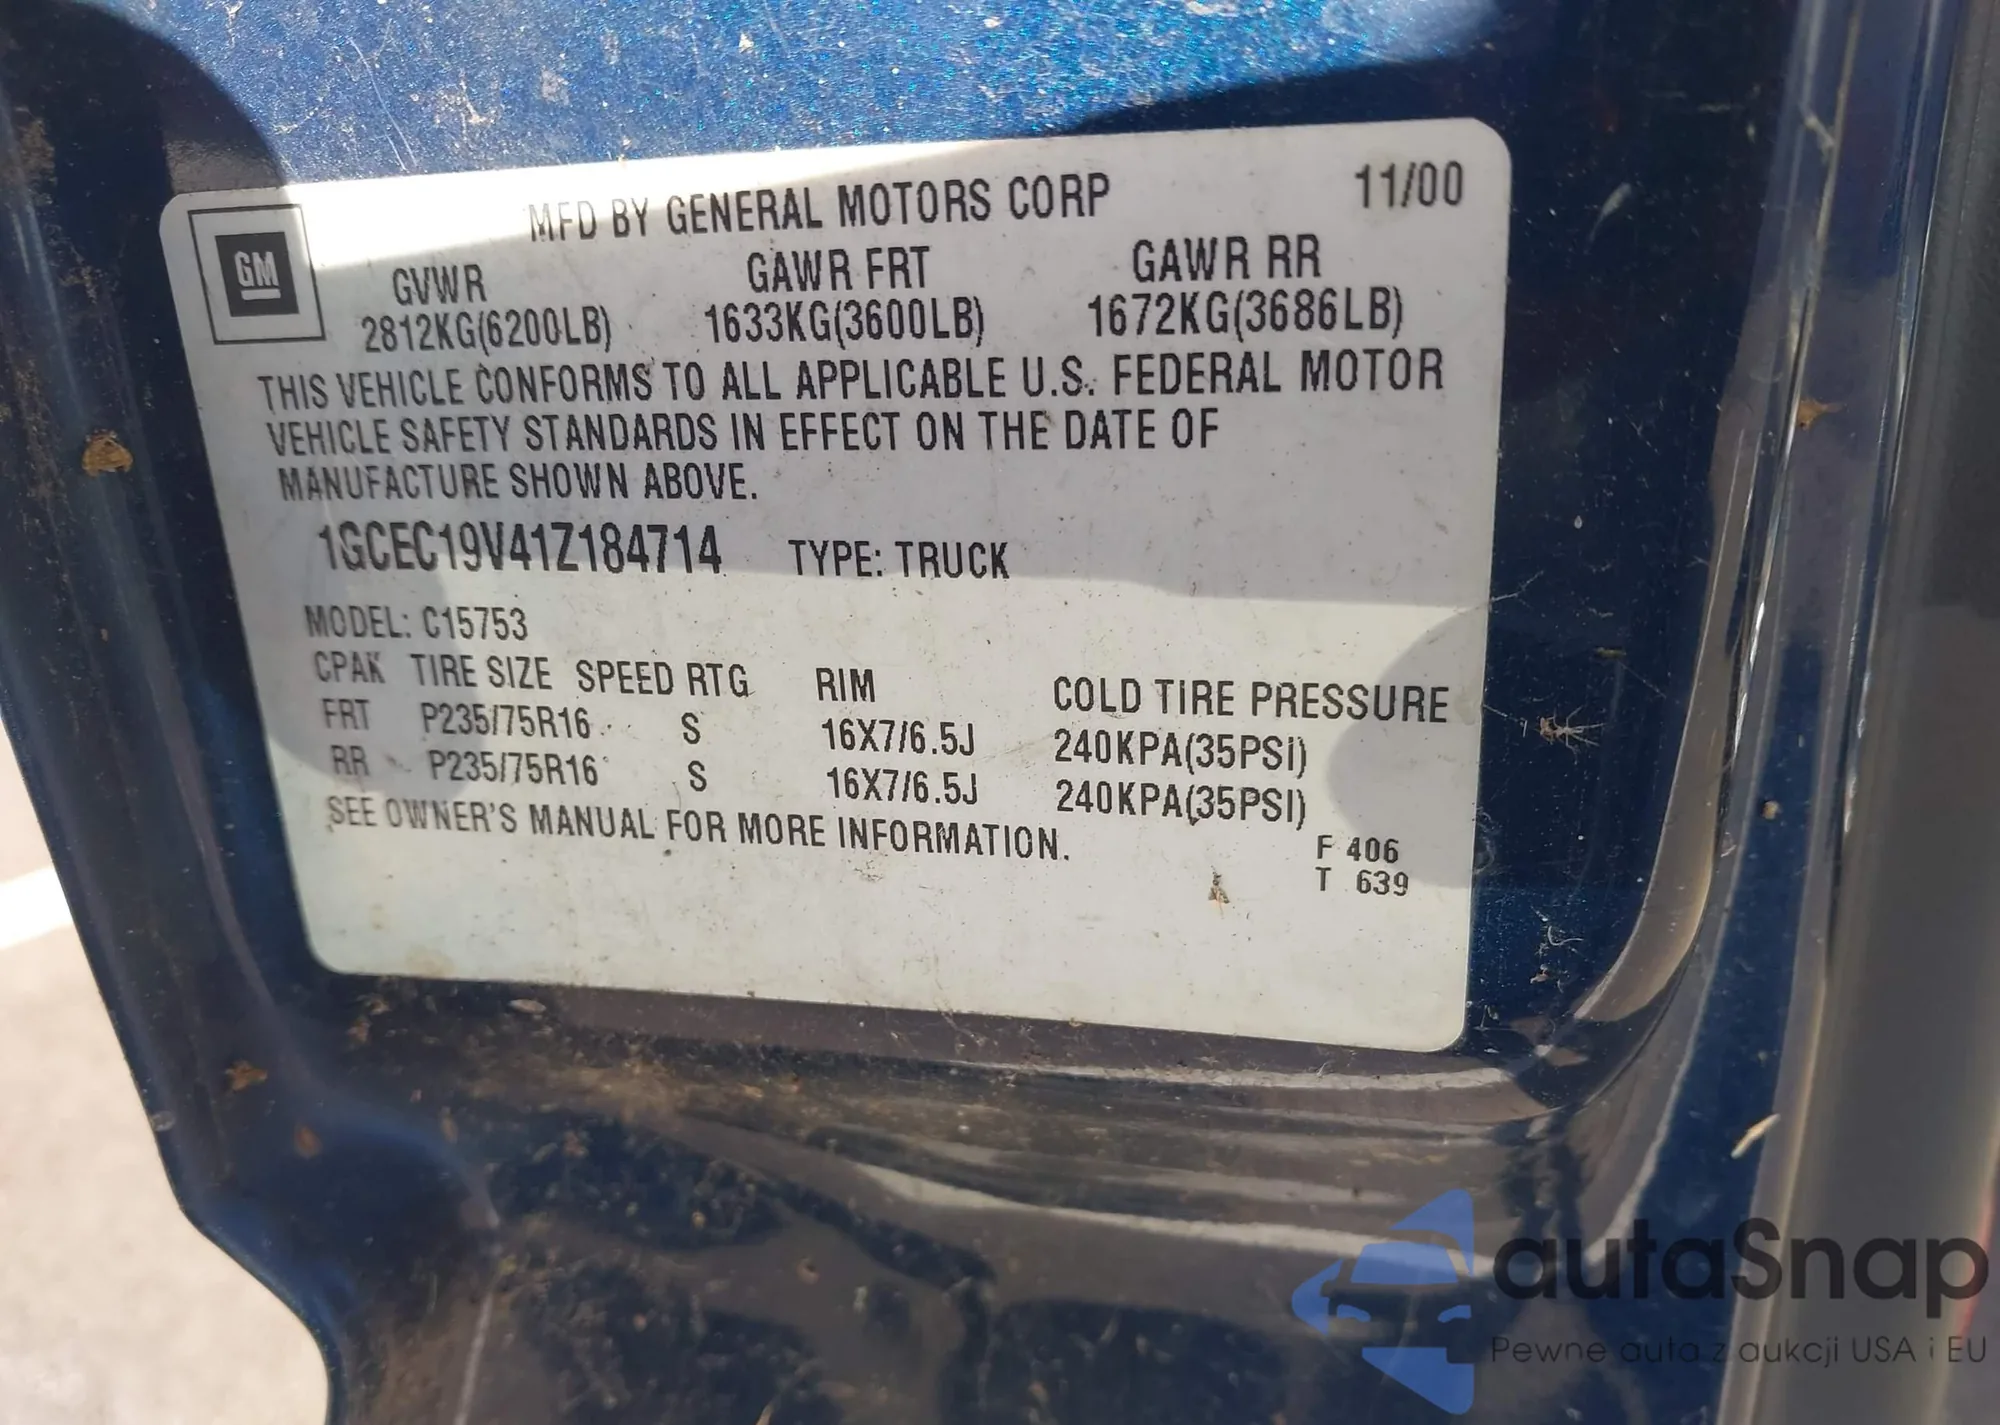 MFD BY GENERAL MOTORS CORP 11/00
GM
GVWR GAWR FRT GAWR RR
2812KG(6200LB) 1633KG(3600LB) 1672KG(3686LB)
THIS VEHICLE CONFORMS TO ALL APPLICABLE U.S. FEDERAL MOTOR
VEHICLE SAFETY STANDARDS IN EFFECT ON THE DATE OF
MANUFACTURE SHOWN ABOVE.
1GCEC19V41Z184714 TYPE: TRUCK
MODEL: C15753
CPAK TIRE SIZE SPEED RTG RIM COLD TIRE PRESSURE
FRT P235/75R16 S 16X7/6.5J 240KPA(35PSI)
RR P235/75R16 S 16X7/6.5J 240KPA(35PSI)
SEE OWNER'S MANUAL FOR MORE INFORMATION.
F 406
T 639
autaSnap
Pewne auta z aukcji USA i EU